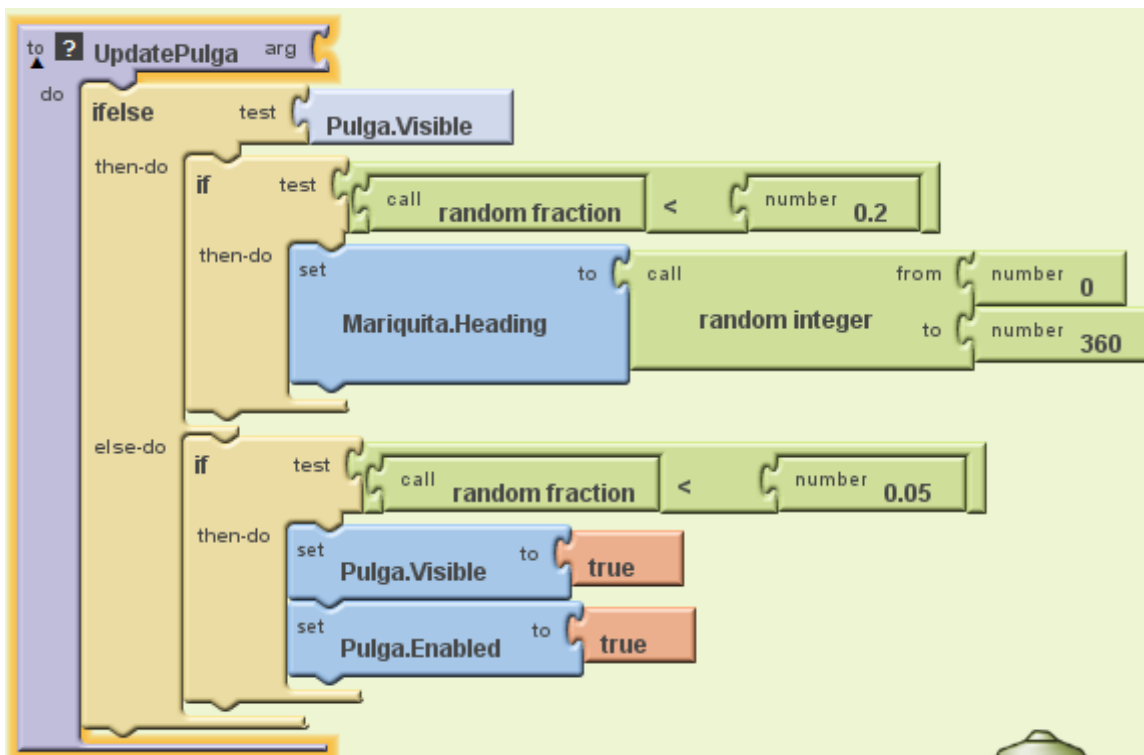 to ? UpdatePulga arg
do
ifelse test Pulga.Visible
then-do
if test call random fraction < number 0.2
then-do
set Mariquita.Heading to call random integer from number 0
to number 360
else-do
if test call random fraction < number 0.05
then-do
set Pulga.Visible to true
set Pulga.Enabled to true